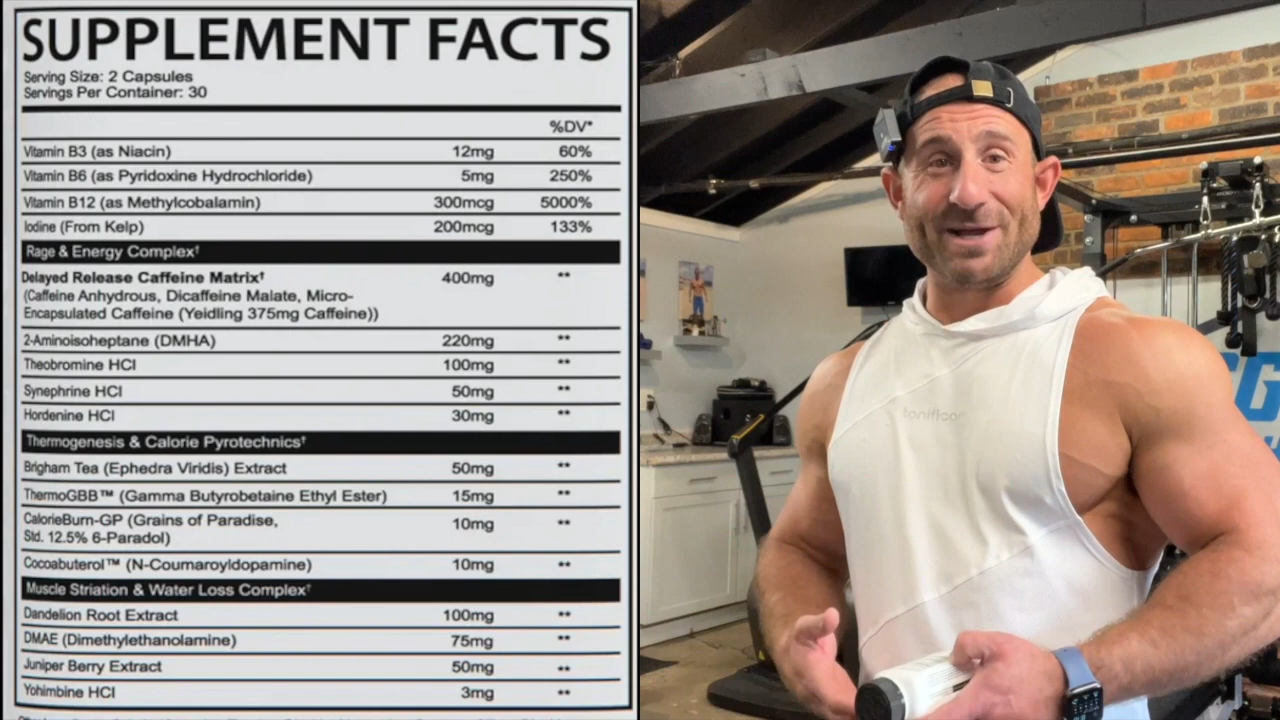 SUPPLEMENT FACTS
Serving Size: 2 Capsules
Servings Per Container: 30
%DV*
Vitamin B3 (as Niacin) 12mg 60%
Vitamin B6 (as Pyridoxine Hydrochloride) 5mg 250%
Vitamin B12 (as Methylcobalamin) 300mcg 5000%
Iodine (From Kelp) 200mcg 133%
Rage & Energy Complex†
Delayed Release Caffeine Matrix† 400mg **
(Caffeine Anhydrous, Dicaffeine Malate, Micro-
Encapsulated Caffeine (Yeidling 375mg Caffeine))
2-Aminoisoheptane (DMHA) 220mg **
Theobromine HCI 100mg **
Synephrine HCI 50mg **
Hordenine HCI 30mg **
Thermogenesis & Calorie Pyrotechnics†
Brigham Tea (Ephedra Viridis) Extract 50mg **
ThermoGBB™ (Gamma Butyrobetaine Ethyl Ester) 15mg **
CalorieBurn-GP (Grains of Paradise, 10mg **
Std. 12.5% 6-Paradol)
Cocoabuterol™ (N-Coumaroyldopamine) 10mg **
Muscle Striation & Water Loss Complex†
Dandelion Root Extract 100mg **
DMAE (Dimethylethanolamine) 75mg **
Juniper Berry Extract 50mg **
Yohimbine HCI 3mg **